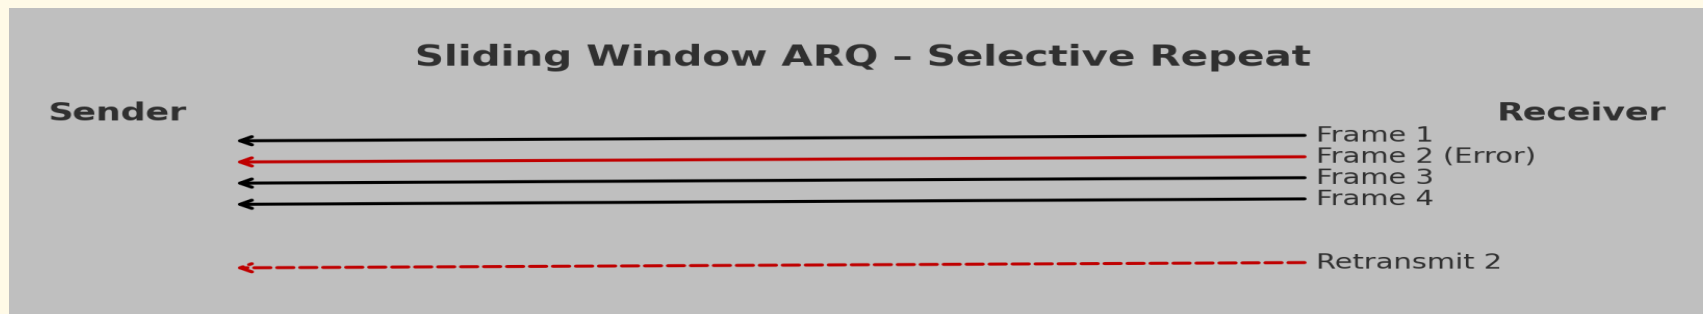 Sliding Window ARQ – Selective Repeat
Sender
Receiver
Frame 1
Frame 2 (Error)
Frame 3
Frame 4
Retransmit 2